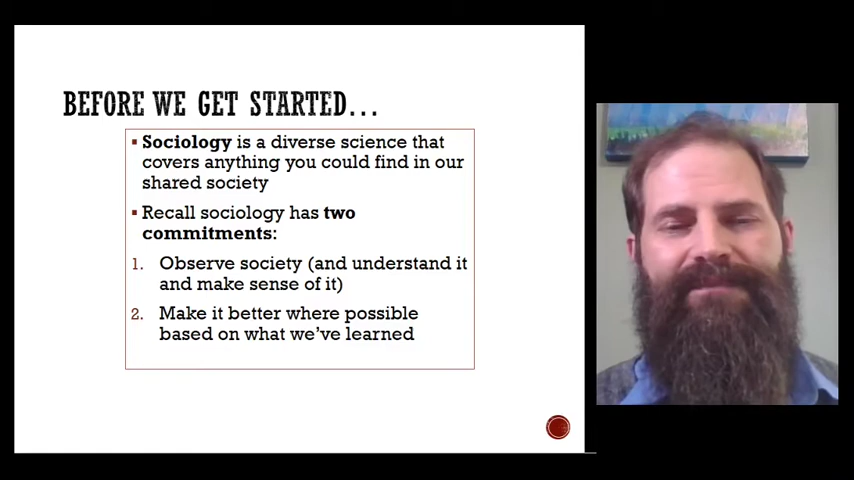 BEFORE WE GET STARTED...
▪ Sociology is a diverse science that
covers anything you could find in our
shared society
▪ Recall sociology has two
commitments:
1. Observe society (and understand it
and make sense of it)
2. Make it better where possible
based on what we've learned